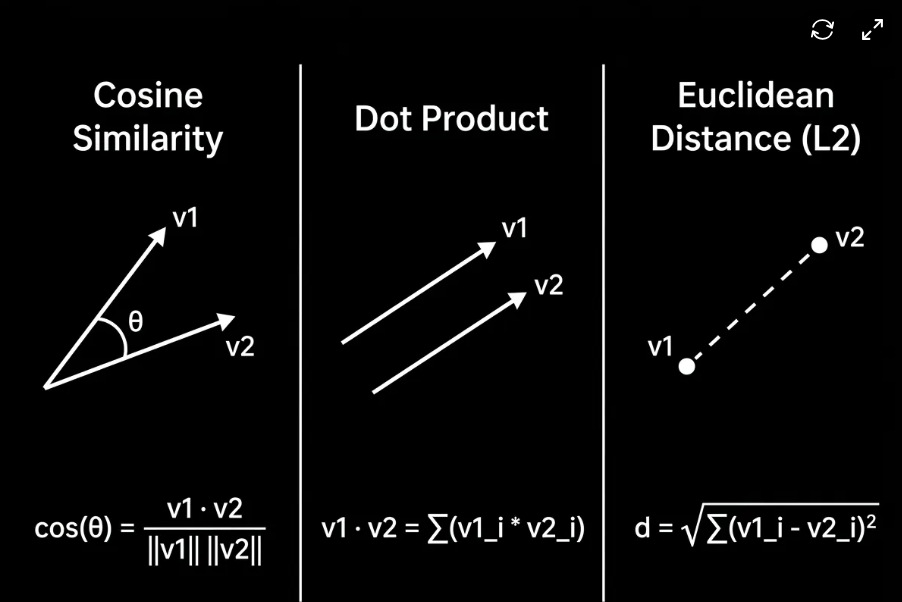 Cosine
Similarity
v1
θ
v2
cos(θ) = v1 · v2
||v1|| ||v2||
Dot Product
v1
v2
v1 · v2 = ∑(v1_i * v2_i)
Euclidean
Distance (L2)
v2
v1
d = √∑(v1_i - v2_i)²